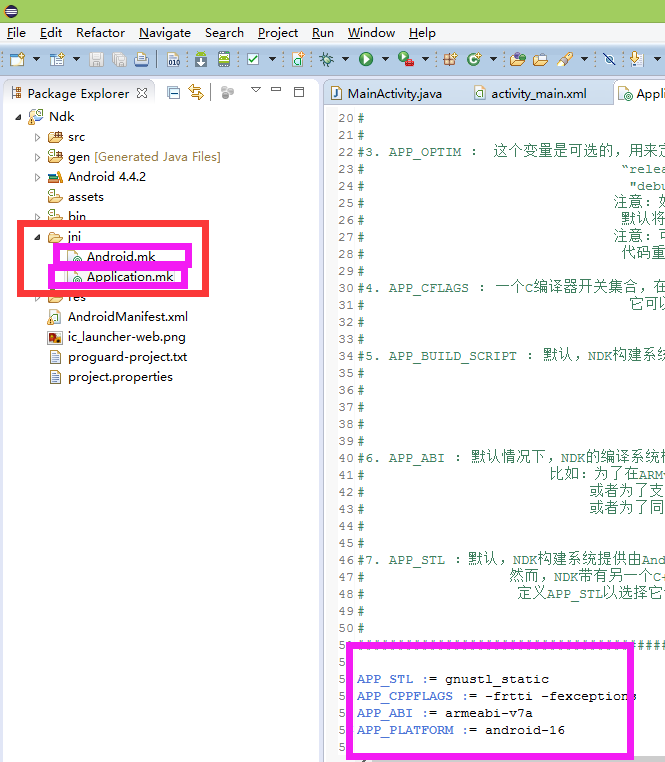 File Edit Refactor Navigate Search Project Run Window Help
Package Explorer
Ndk
src
gen [Generated Java Files]
Android 4.4.2
assets
bin
jni
Android.mk
Application.mk
res
AndroidManifest.xml
ic_launcher-web.png
proguard-project.txt
project.properties
MainActivity.java activity_main.xml Appl
20 #
21 #
22 #3. APP_OPTIM : 这个变量是可选的，用来定
23 # "relea
24 # "debu
25 # 注意：如
26 # 默认将
27 # 注意：可
28 # 代码重
29 #
30 #4. APP_CFLAGS : 一个C编译器开关集合，在
31 # 它可以
32 #
33 #
34 #5. APP_BUILD_SCRIPT : 默认，NDK构建系统
35 #
36 #
37 #
38 #
39 #
40 #6. APP_ABI : 默认情况下，NDK的编译系统根
41 # 比如：为了在ARMv
42 # 或者为了支
43 # 或者为了同
44 #
45 #
46 #7. APP_STL : 默认，NDK构建系统提供由And
47 # 然而，NDK带有另一个C+
48 # 定义APP_STL以选择它
49 #
50 #
APP_STL := gnustl_static
APP_CPPFLAGS := -frtti -fexceptions
APP_ABI := armeabi-v7a
APP_PLATFORM := android-16